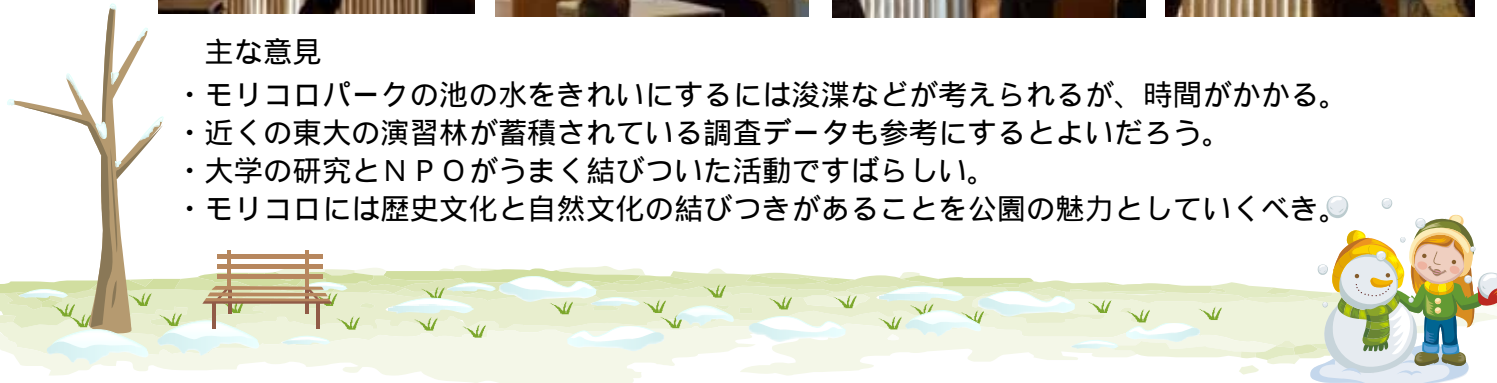 主な意見
・モリコロパークの池の水をきれいにするには浚渫などが考えられるが、時間がかかる。
・近くの東大の演習林が蓄積されている調査データも参考にするとよいだろう。
・大学の研究とＮＰＯがうまく結びついた活動ですばらしい。
・モリコロには歴史文化と自然文化の結びつきがあることを公園の魅力としていくべき。